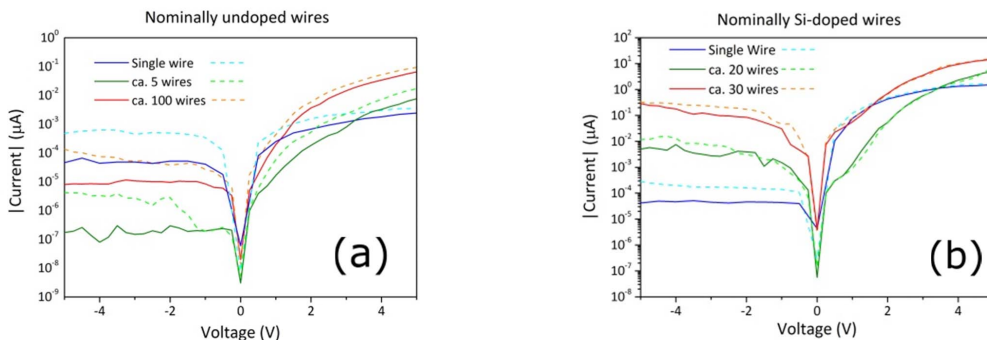 Nominally undoped wires
10^0
10^-1
10^-2
10^-3
10^-4
10^-5
10^-6
10^-7
10^-8
10^-9
|Current| (µA)
Single wire
ca. 5 wires
ca. 100 wires
(a)
-4 -2 0 2 4
Voltage (V)
Nominally Si-doped wires
10^2
10^1
10^0
10^-1
10^-2
10^-3
10^-4
10^-5
10^-6
10^-7
10^-8
|Current| (µA)
Single Wire
ca. 20 wires
ca. 30 wires
(b)
-4 -2 0 2 4
Voltage (V)